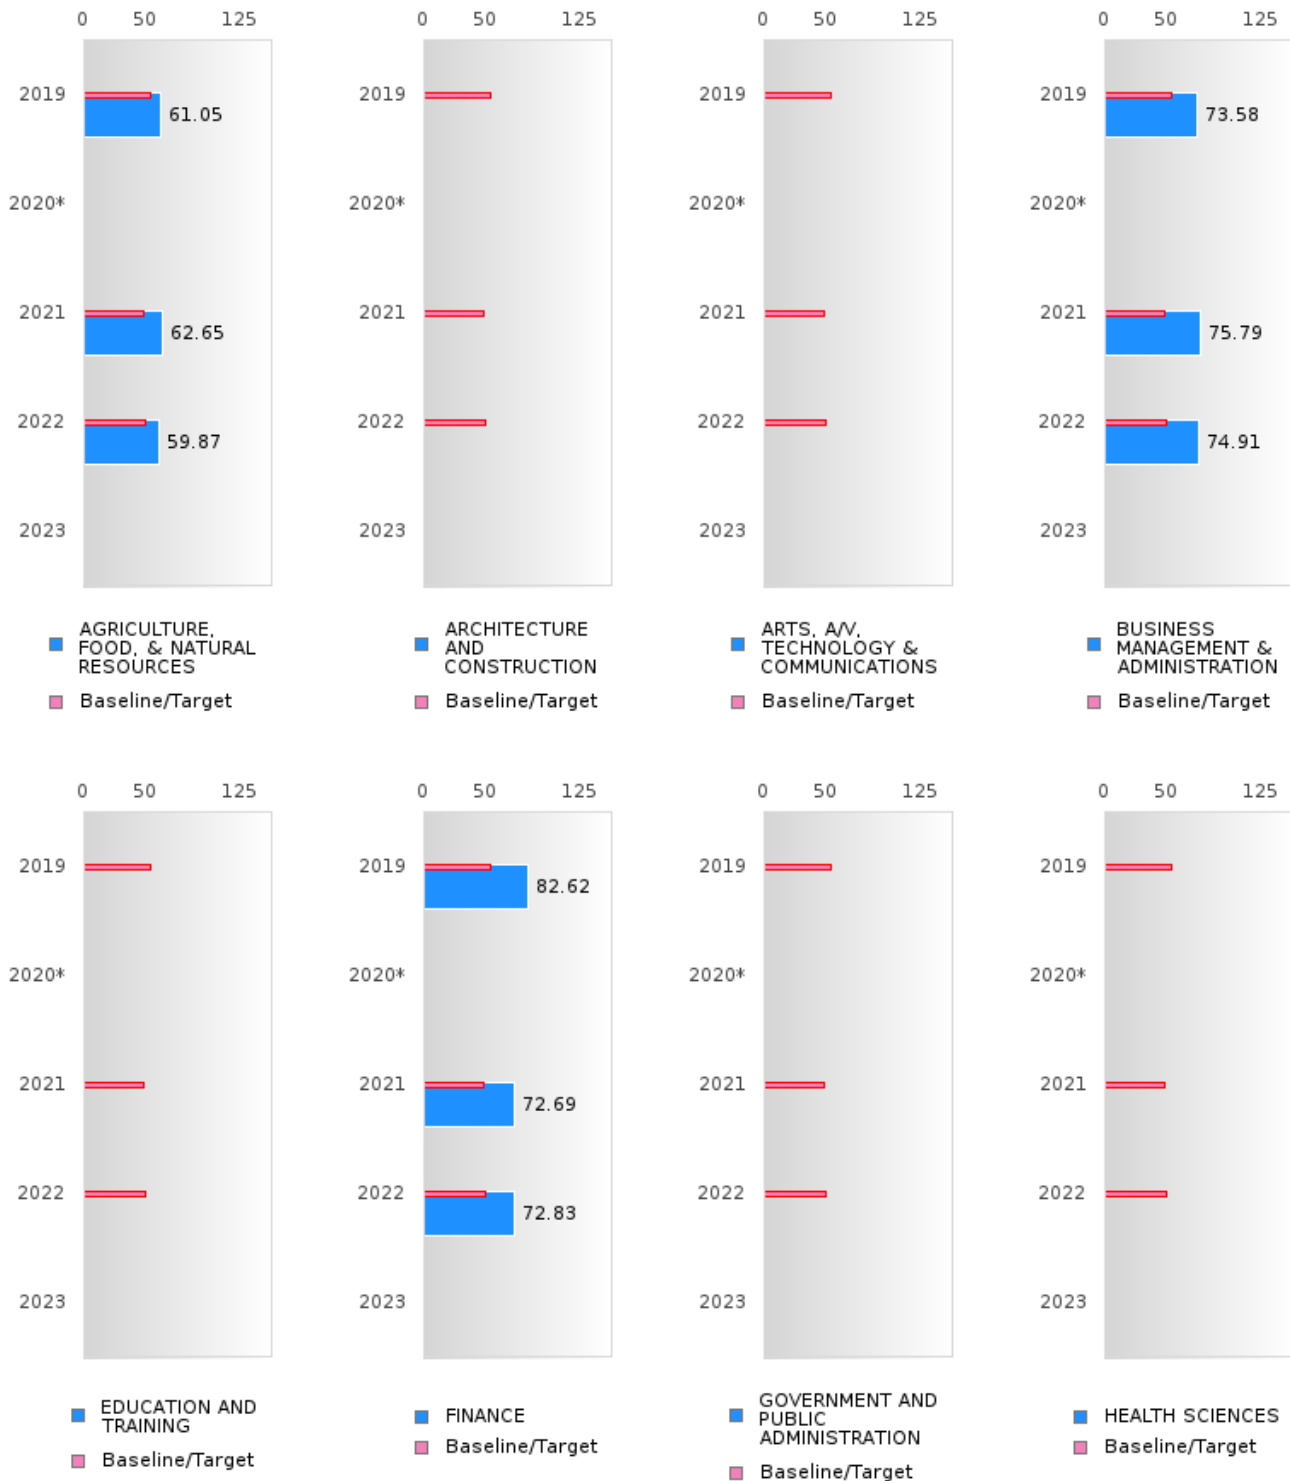 0 50 125
0 50 125
0 50 125
0 50 125
2019
61.05
2019
2019
2019
73.58
2020*
2020*
2020*
2020*
2021
62.65
2021
2021
2021
75.79
2022
59.87
2022
2022
2022
74.91
2023
2023
2023
2023
AGRICULTURE,
FOOD, & NATURAL
RESOURCES
Baseline/Target
ARCHITECTURE
AND
CONSTRUCTION
Baseline/Target
ARTS, A/V,
TECHNOLOGY &
COMMUNICATIONS
Baseline/Target
BUSINESS
MANAGEMENT &
ADMINISTRATION
Baseline/Target
0 50 125
0 50 125
0 50 125
0 50 125
2019
2019
82.62
2019
2019
2020*
2020*
2020*
2020*
2021
2021
72.69
2021
2021
2022
2022
72.83
2022
2022
2023
2023
2023
2023
EDUCATION AND
TRAINING
Baseline/Target
FINANCE
Baseline/Target
GOVERNMENT AND
PUBLIC
ADMINISTRATION
Baseline/Target
HEALTH SCIENCES
Baseline/Target